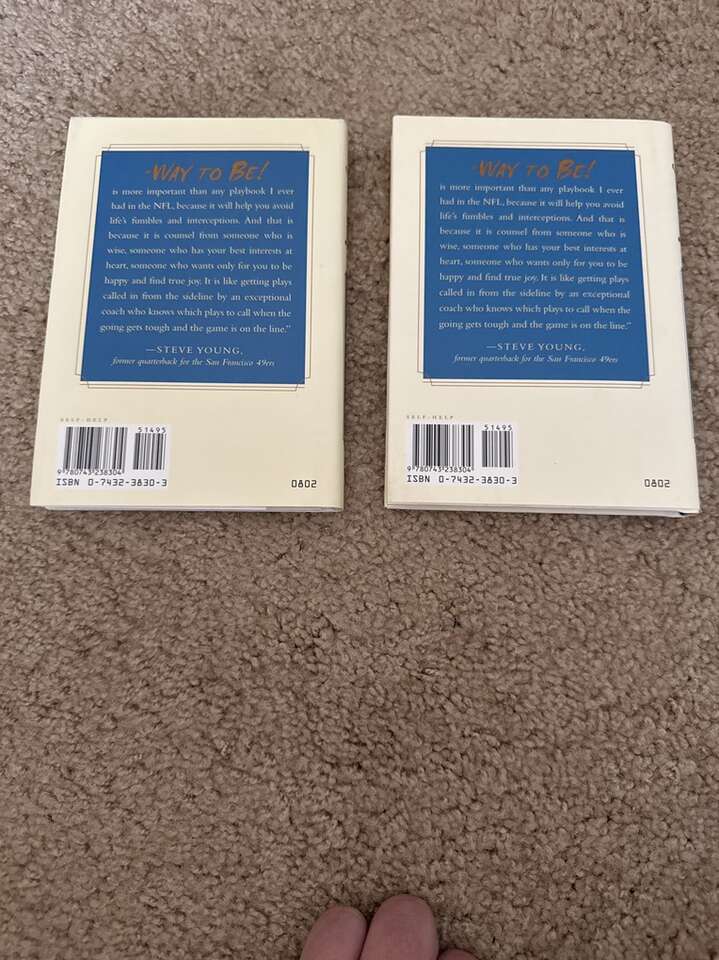 "WAY TO BE!
is more important than any playbook I ever
had in the NFL, because it will help you avoid
life's fumbles and interceptions. And that is
because it is counsel from someone who is
wise, someone who has your best interests at
heart, someone who wants only for you to be
happy and find true joy. It is like getting plays
called in from the sideline by an exceptional
coach who knows which plays to call when the
going gets tough and the game is on the line."
—STEVE YOUNG,
former quarterback for the San Francisco 49ers
SELF-HELP
51495
9 780743 238304
ISBN 0-7432-3830-3
0802
"WAY TO BE!
is more important than any playbook I ever
had in the NFL, because it will help you avoid
life's fumbles and interceptions. And that is
because it is counsel from someone who is
wise, someone who has your best interests at
heart, someone who wants only for you to be
happy and find true joy. It is like getting plays
called in from the sideline by an exceptional
coach who knows which plays to call when the
going gets tough and the game is on the line."
—STEVE YOUNG,
former quarterback for the San Francisco 49ers
SELF-HELP
51495
9 780743 238304
ISBN 0-7432-3830-3
0802